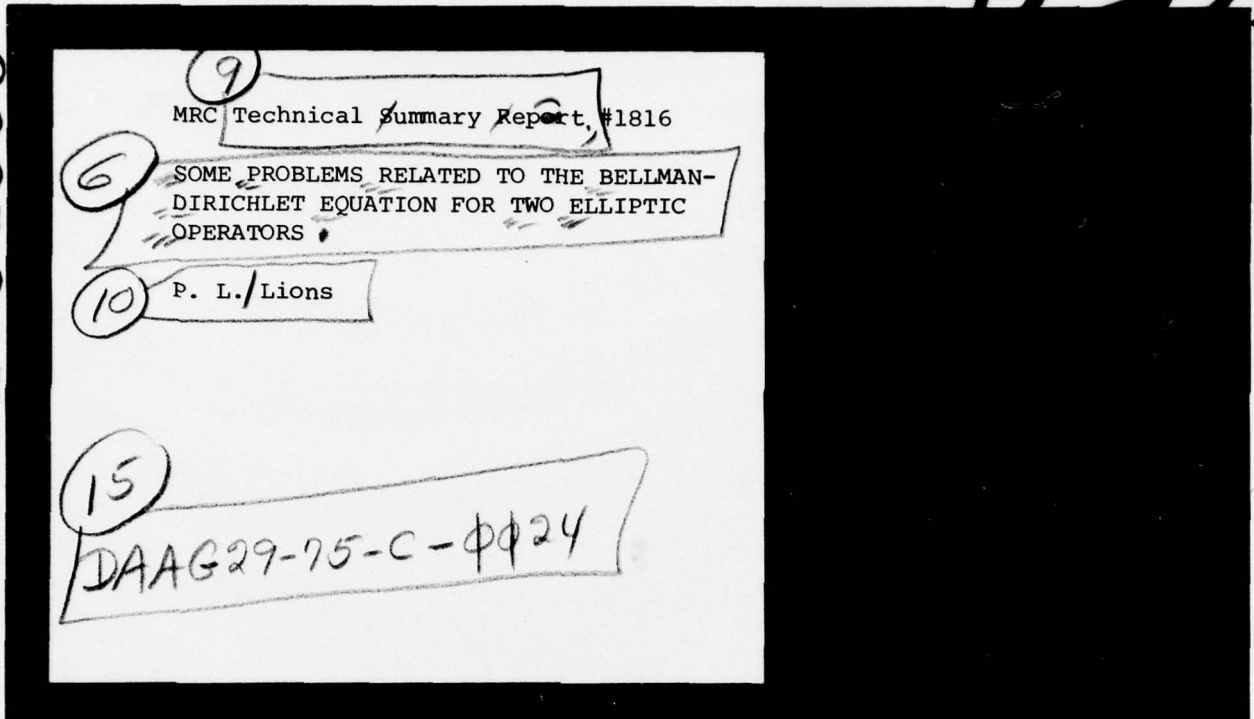 9
MRC Technical Summary Report, #1816
6
SOME PROBLEMS RELATED TO THE BELLMAN-
DIRICHLET EQUATION FOR TWO ELLIPTIC
OPERATORS.
10
P. L./Lions
15
DAAG29-75-C-0024